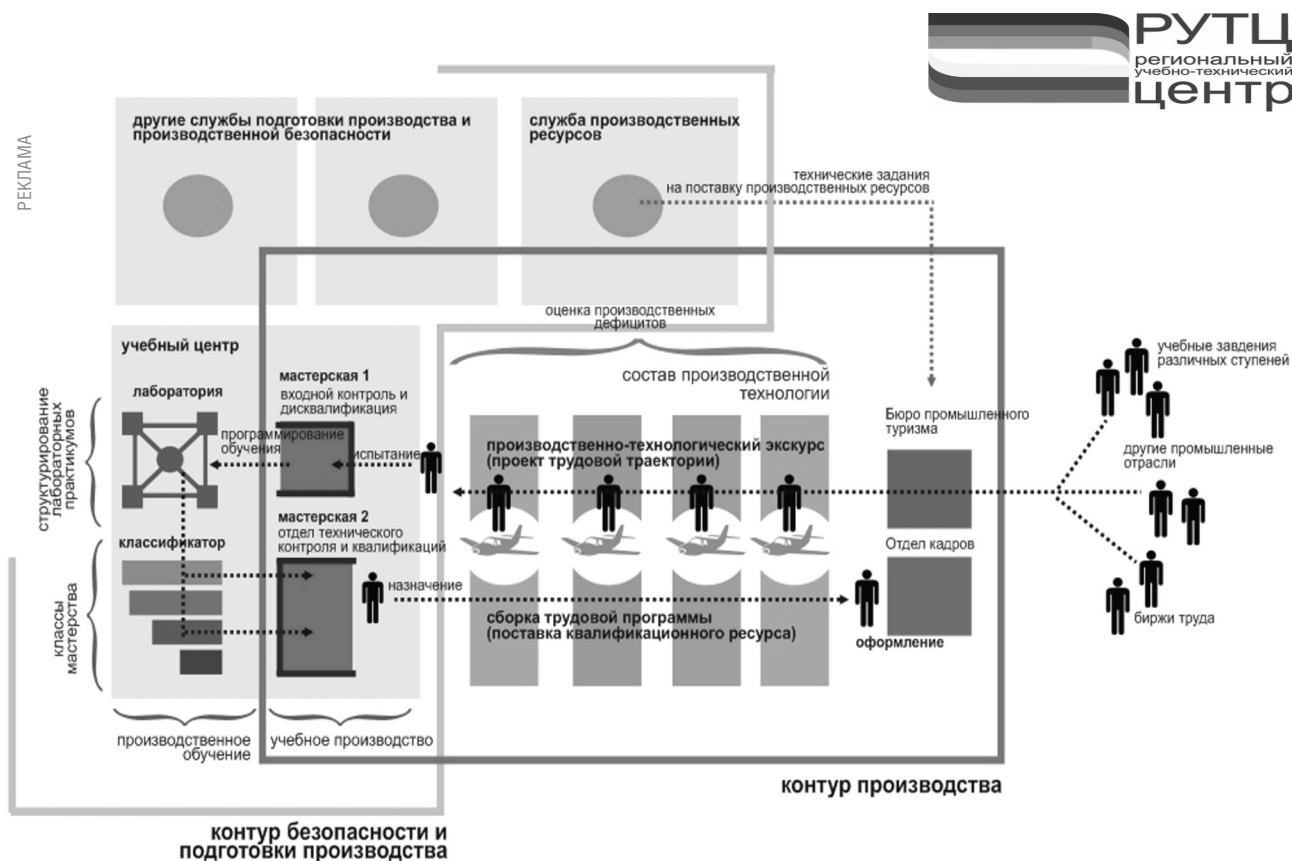 РУТЦ
региональный
учебно-технический
центр
РЕКЛАМА
другие службы подготовки производства и
производственной безопасности
служба производственных
ресурсов
технические задания
на поставку производственных ресурсов
оценка производственных
дефицитов
учебный центр
лаборатория
структурирование
лабораторных
практикумов
программирование
обучения
мастерская 1
входной контроль и
дисквалификация
испытание
состав производственной
технологии
производственно-технологический экскурс
(проект трудовой траектории)
Бюро промышленного
туризма
учебные завдения
различных ступеней
другие промышленные
отрасли
биржи труда
классификатор
классы
мастерства
мастерская 2
отдел технического
контроля и квалификаций
назначение
сборка трудовой программы
(поставка квалификационного ресурса)
Отдел кадров
оформление
производственное
обучение
учебное производство
контур производства
контур безопасности и
подготовки производства